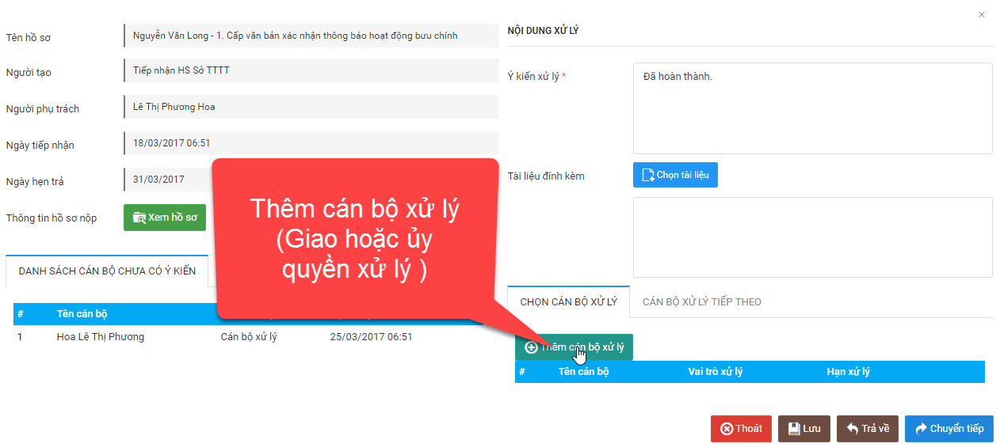 ×
Tên hồ sơ
Nguyễn Văn Long - 1. Cấp văn bản xác nhận thông báo hoạt động bưu chính
Người tạo
Tiếp nhận HS Sở TTTT
Người phụ trách
Lê Thị Phương Hoa
Ngày tiếp nhận
18/03/2017 06:51
Ngày hẹn trả
31/03/2017
Thông tin hồ sơ nộp
Xem hồ sơ
DANH SÁCH CÁN BỘ CHƯA CÓ Ý KIẾN
# Tên cán bộ
1 Hoa Lê Thị Phương Cán bộ xử lý 25/03/2017 06:51
Thêm cán bộ xử lý
(Giao hoặc ủy
quyền xử lý )
NỘI DUNG XỬ LÝ
Ý kiến xử lý *
Đã hoàn thành.
Tài liệu đính kèm
Chọn tài liệu
CHỌN CÁN BỘ XỬ LÝ CÁN BỘ XỬ LÝ TIẾP THEO
Thêm cán bộ xử lý
# Tên cán bộ Vai trò xử lý Hạn xử lý
Thoát Lưu Trả về Chuyển tiếp